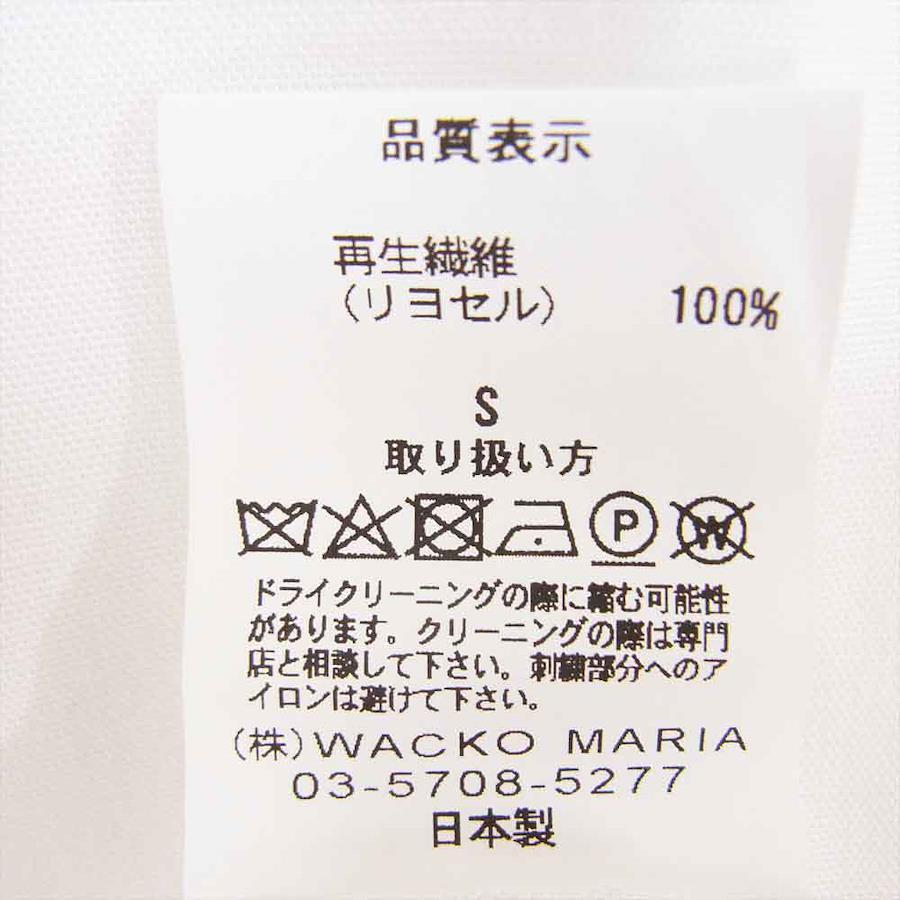 品質表示
再生繊維
(リヨセル) 100%
S
取り扱い方
P W
ドライクリーニングの際に縮む可能性
があります。クリーニングの際は専門
店と相談して下さい。刺繍部分へのア
イロンは避けて下さい。
(株)WACKO MARIA
03-5708-5277
日本製